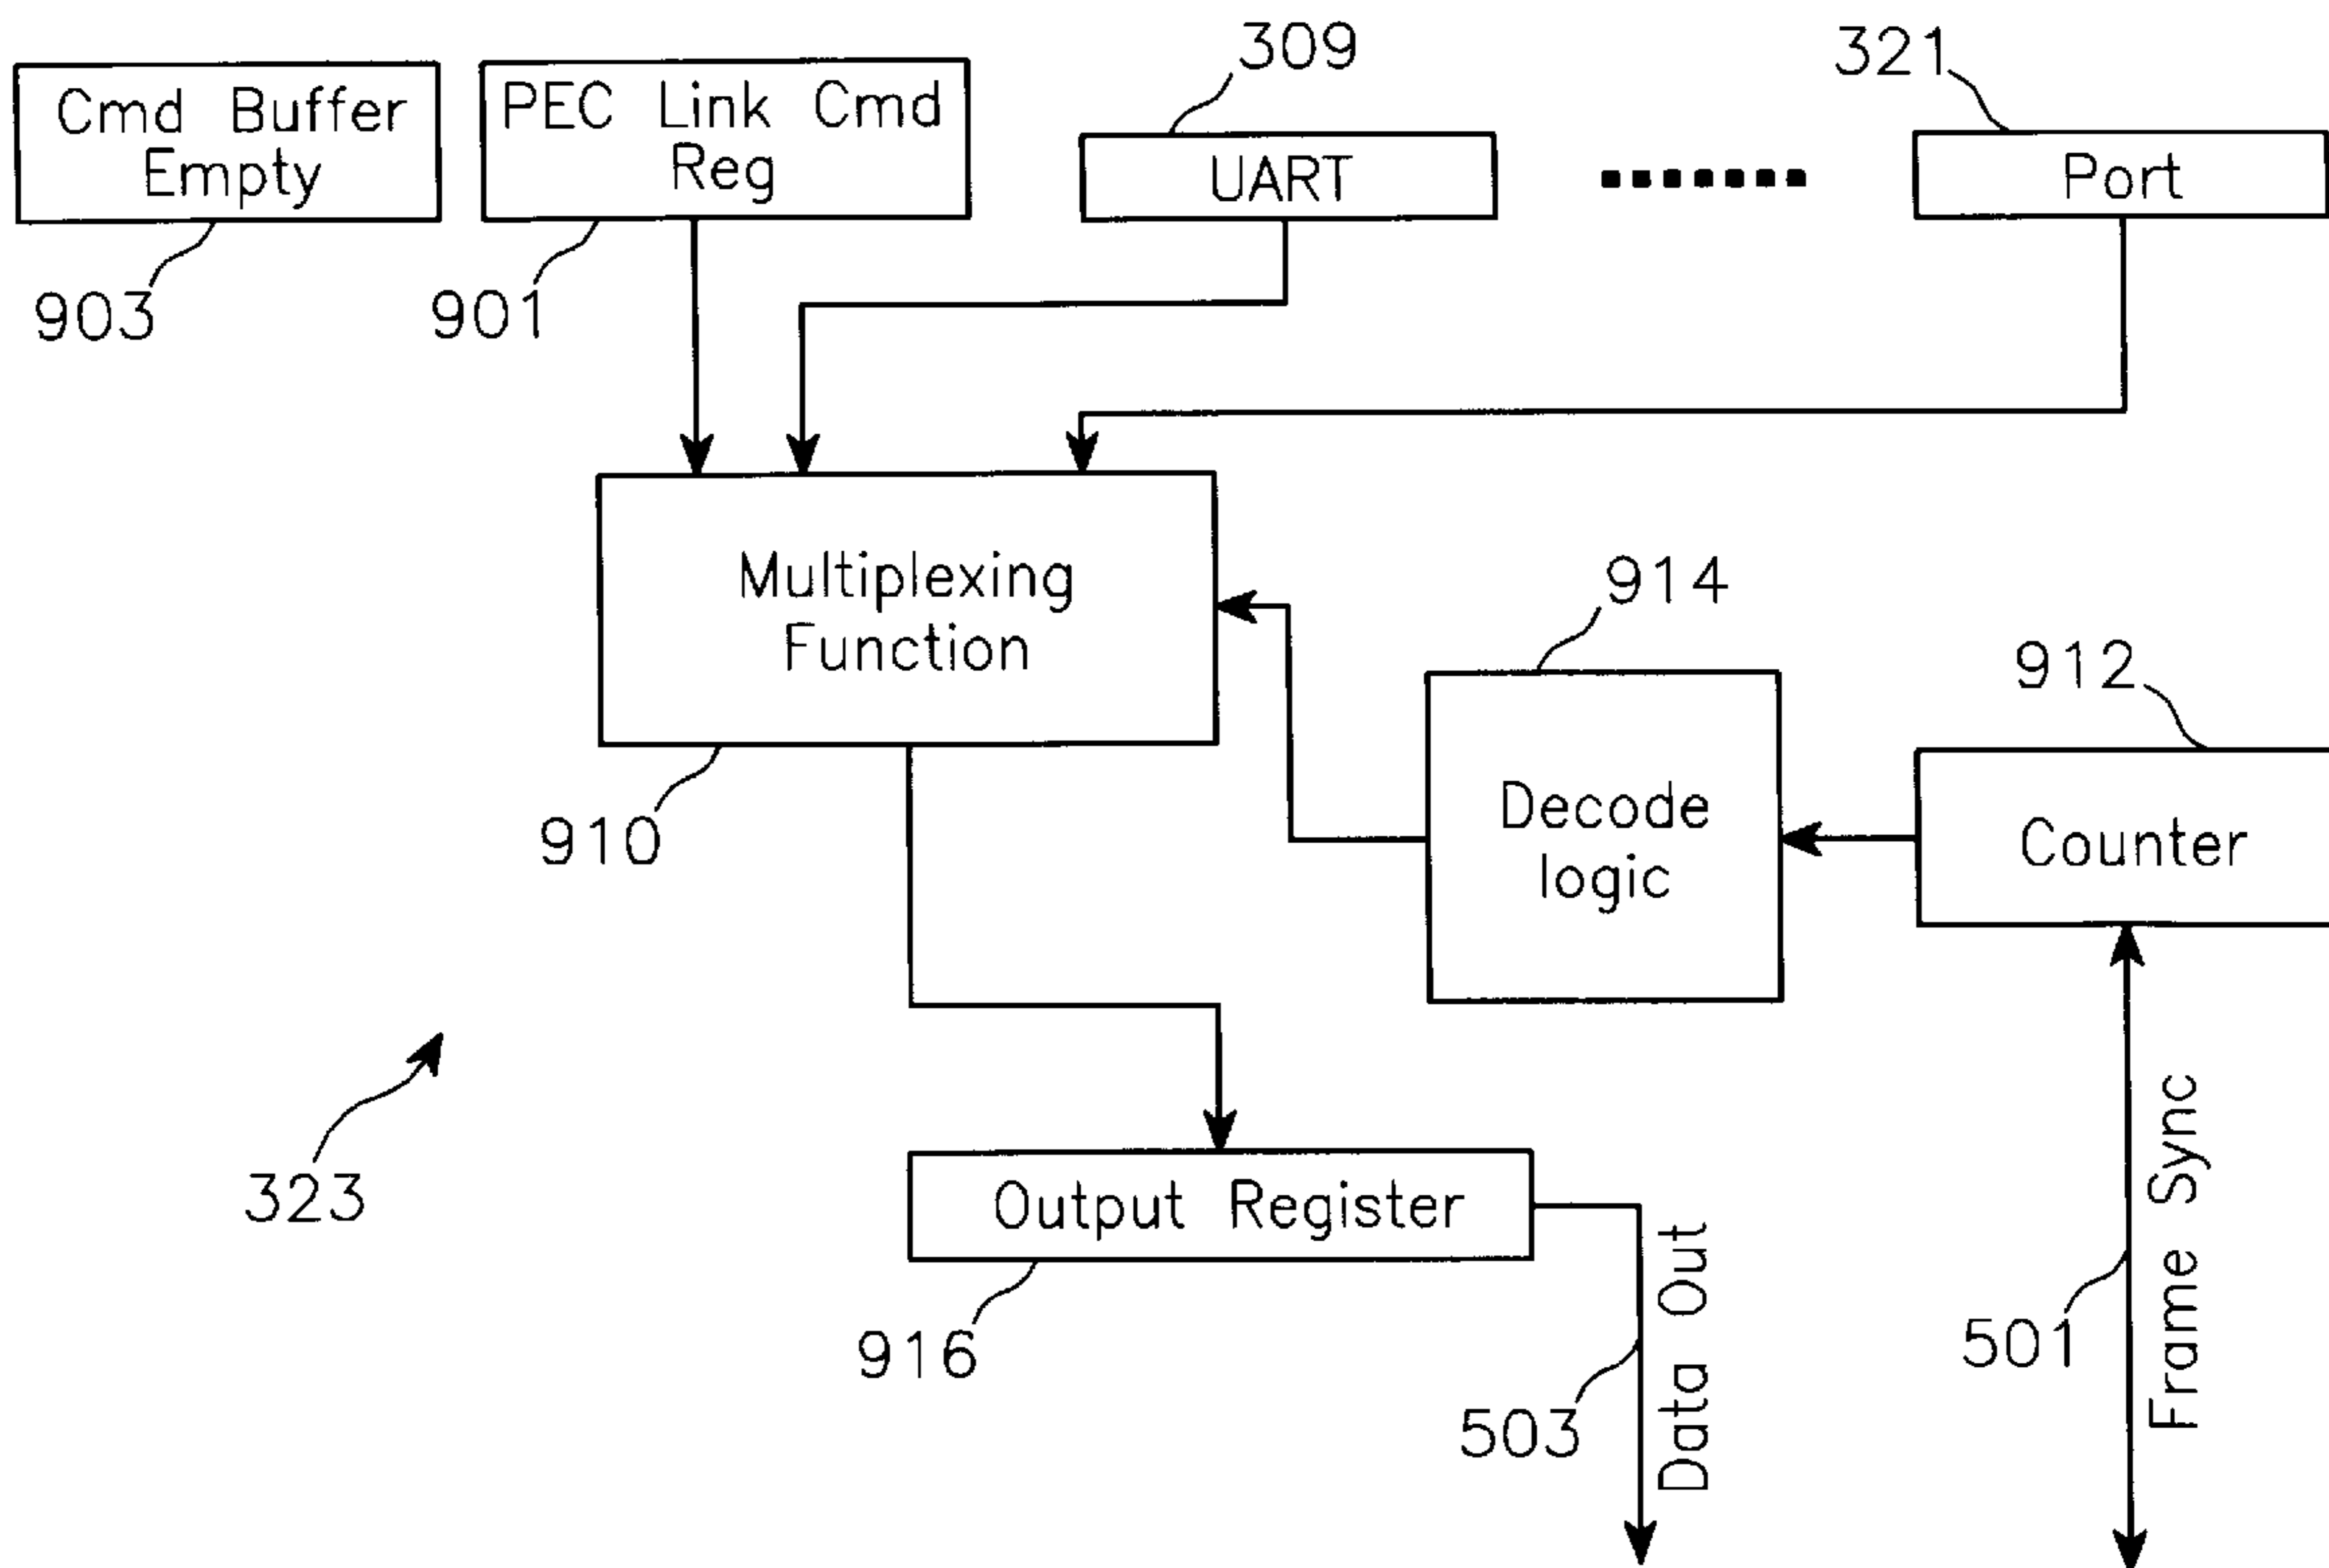 309
321
Cmd Buffer
Empty
PEC Link Cmd
Reg
UART
Port
903
901
Multiplexing
Function
914
912
910
Decode
logic
Counter
323
Output Register
916
503
Data Out
501
Frame Sync